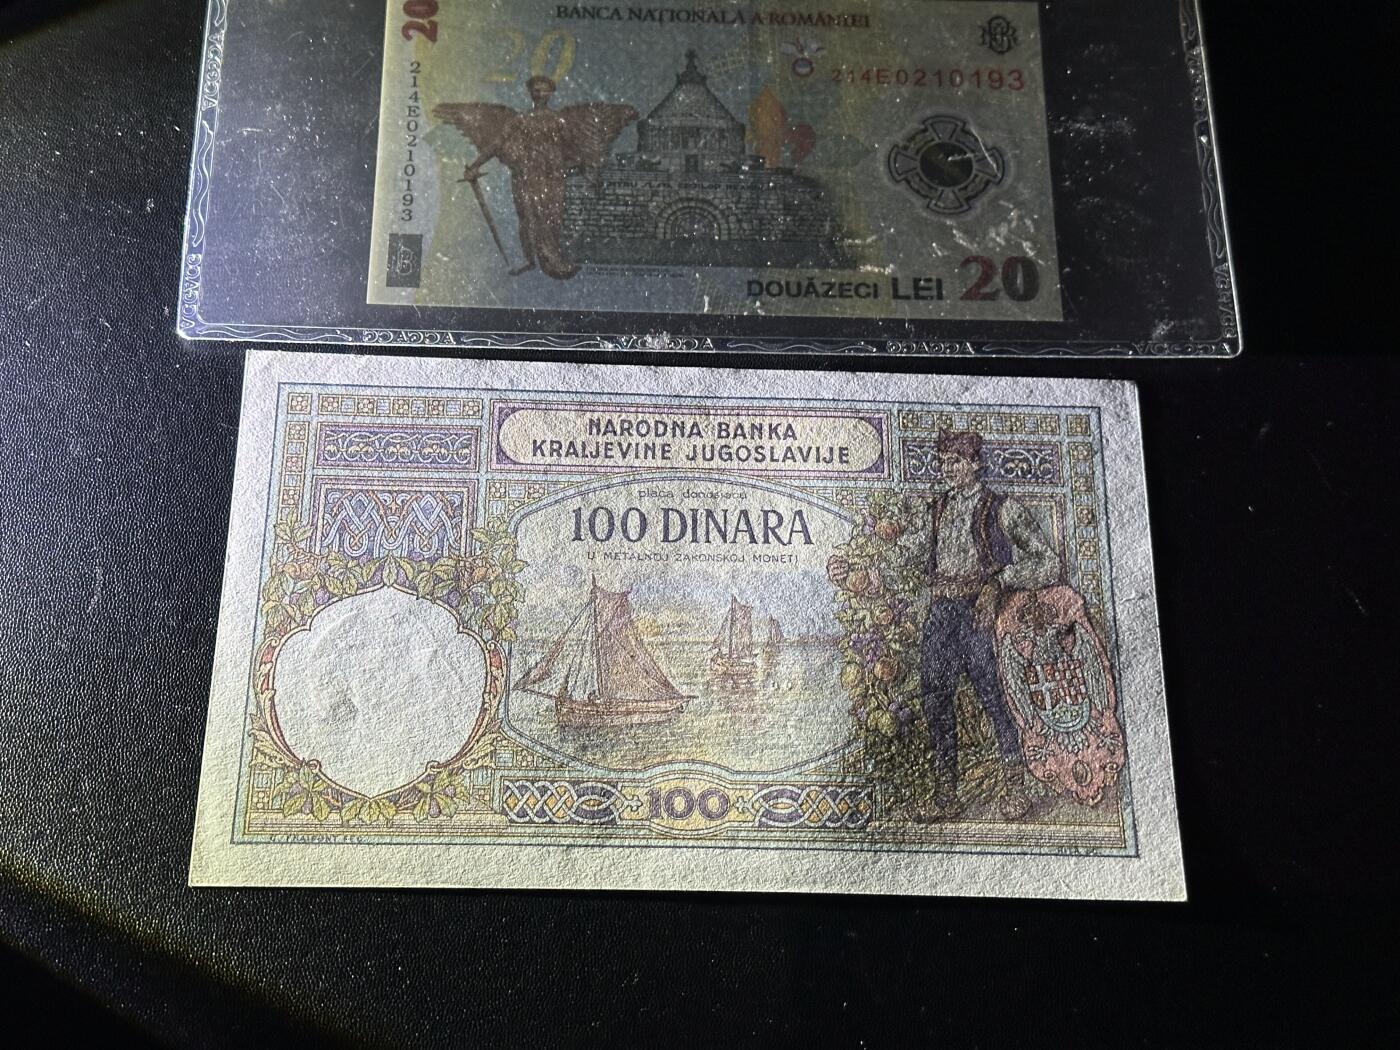 20
BANCA NAȚIONALĂ A ROMÂNIEI
20
214E0210193
214E0210193
DOUĂZECI LEI 20
NARODNA BANKA
KRALJEVINE JUGOSLAVIJE
plaća donosiocu
100 DINARA
U METALNOJ ZAKONSKOJ MONETI
100